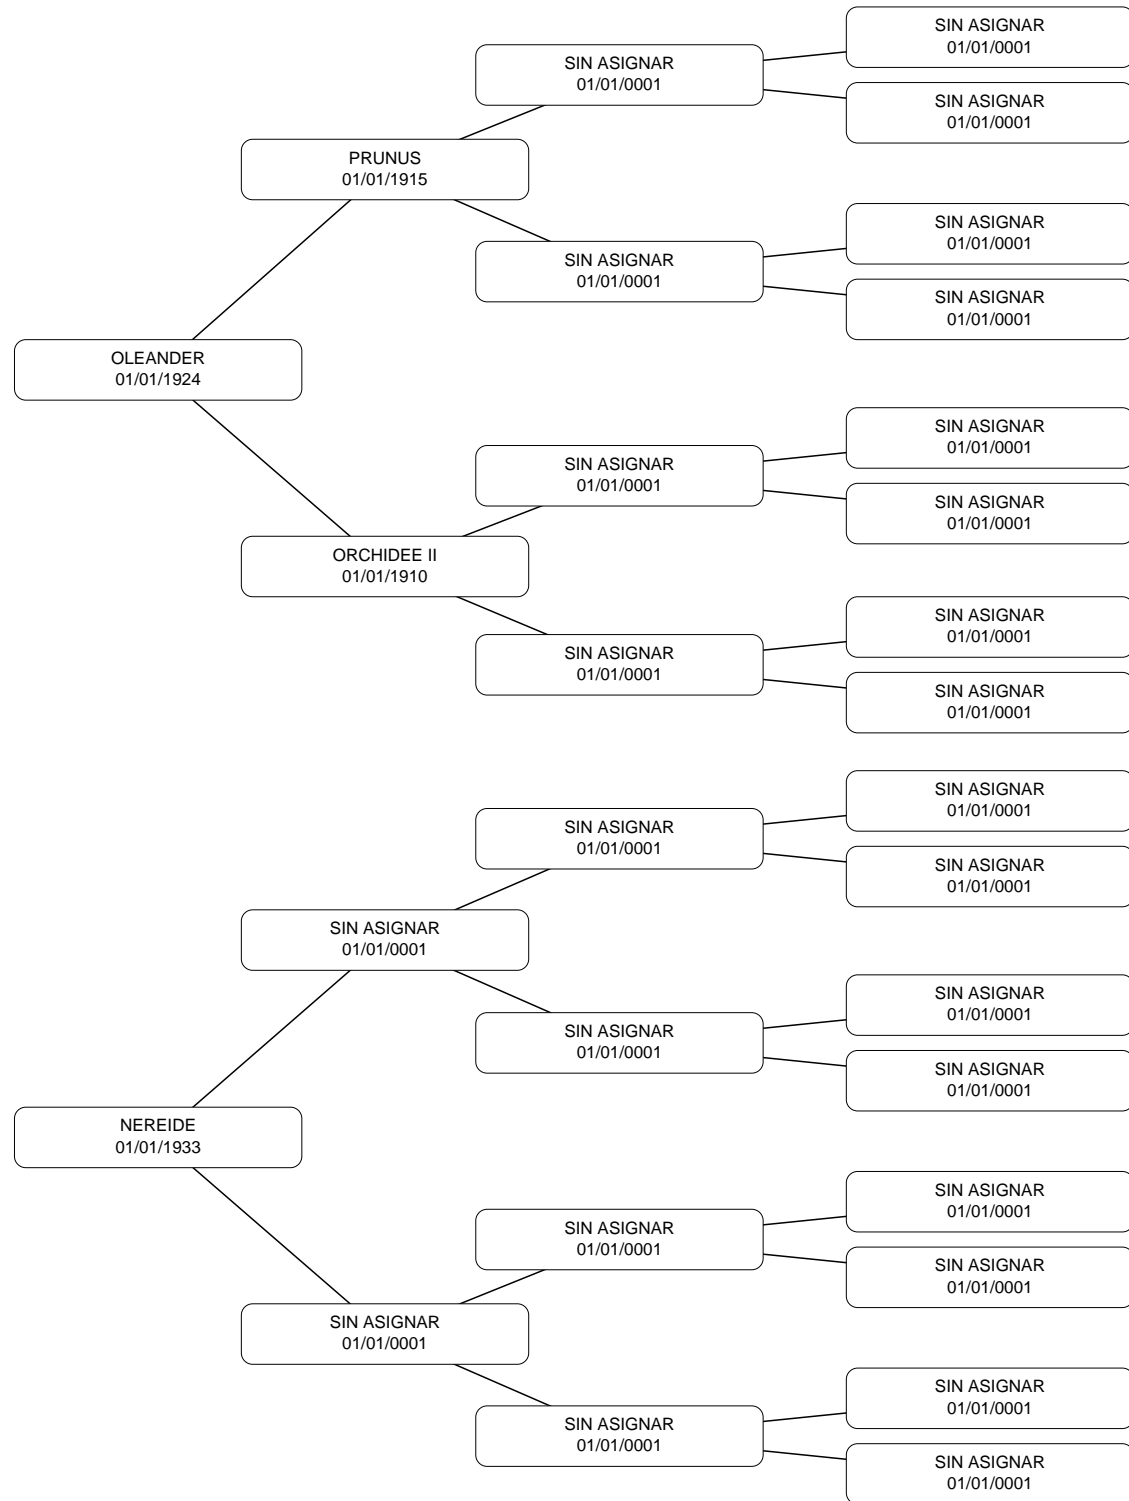 SIN ASIGNAR
01/01/0001
SIN ASIGNAR
01/01/0001
SIN ASIGNAR
01/01/0001
PRUNUS
01/01/1915
SIN ASIGNAR
01/01/0001
SIN ASIGNAR
01/01/0001
SIN ASIGNAR
01/01/0001
OLEANDER
01/01/1924
SIN ASIGNAR
01/01/0001
SIN ASIGNAR
01/01/0001
SIN ASIGNAR
01/01/0001
ORCHIDEE II
01/01/1910
SIN ASIGNAR
01/01/0001
SIN ASIGNAR
01/01/0001
SIN ASIGNAR
01/01/0001
SIN ASIGNAR
01/01/0001
SIN ASIGNAR
01/01/0001
SIN ASIGNAR
01/01/0001
SIN ASIGNAR
01/01/0001
SIN ASIGNAR
01/01/0001
SIN ASIGNAR
01/01/0001
SIN ASIGNAR
01/01/0001
NEREIDE
01/01/1933
SIN ASIGNAR
01/01/0001
SIN ASIGNAR
01/01/0001
SIN ASIGNAR
01/01/0001
SIN ASIGNAR
01/01/0001
SIN ASIGNAR
01/01/0001
SIN ASIGNAR
01/01/0001
SIN ASIGNAR
01/01/0001